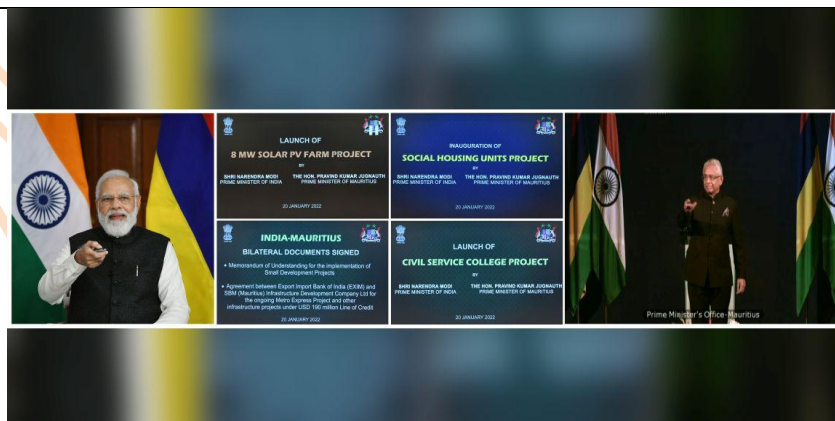 LAUNCH OF
8 MW SOLAR PV FARM PROJECT
BY
SHRI NARENDRA MODI
PRIME MINISTER OF INDIA
THE HON. PRAVIND KUMAR JUGNAUTH
PRIME MINISTER OF MAURITIUS
20 JANUARY 2022
INAUGURATION OF
SOCIAL HOUSING UNITS PROJECT
BY
SHRI NARENDRA MODI
PRIME MINISTER OF INDIA
THE HON. PRAVIND KUMAR JUGNAUTH
PRIME MINISTER OF MAURITIUS
20 JANUARY 2022
INDIA-MAURITIUS
BILATERAL DOCUMENTS SIGNED
• Memorandum of Understanding for the implementation of
Small Development Projects
• Agreement between Export Import Bank of India (EXIM) and
SBM (Mauritius) Infrastructure Development Company Ltd for
the ongoing Metro Express Project and other
infrastructure projects under USD 190 million Line of Credit
20 JANUARY 2022
LAUNCH OF
CIVIL SERVICE COLLEGE PROJECT
BY
SHRI NARENDRA MODI
PRIME MINISTER OF INDIA
THE HON. PRAVIND KUMAR JUGNAUTH
PRIME MINISTER OF MAURITIUS
20 JANUARY 2022
Prime Minister's Office-Mauritius